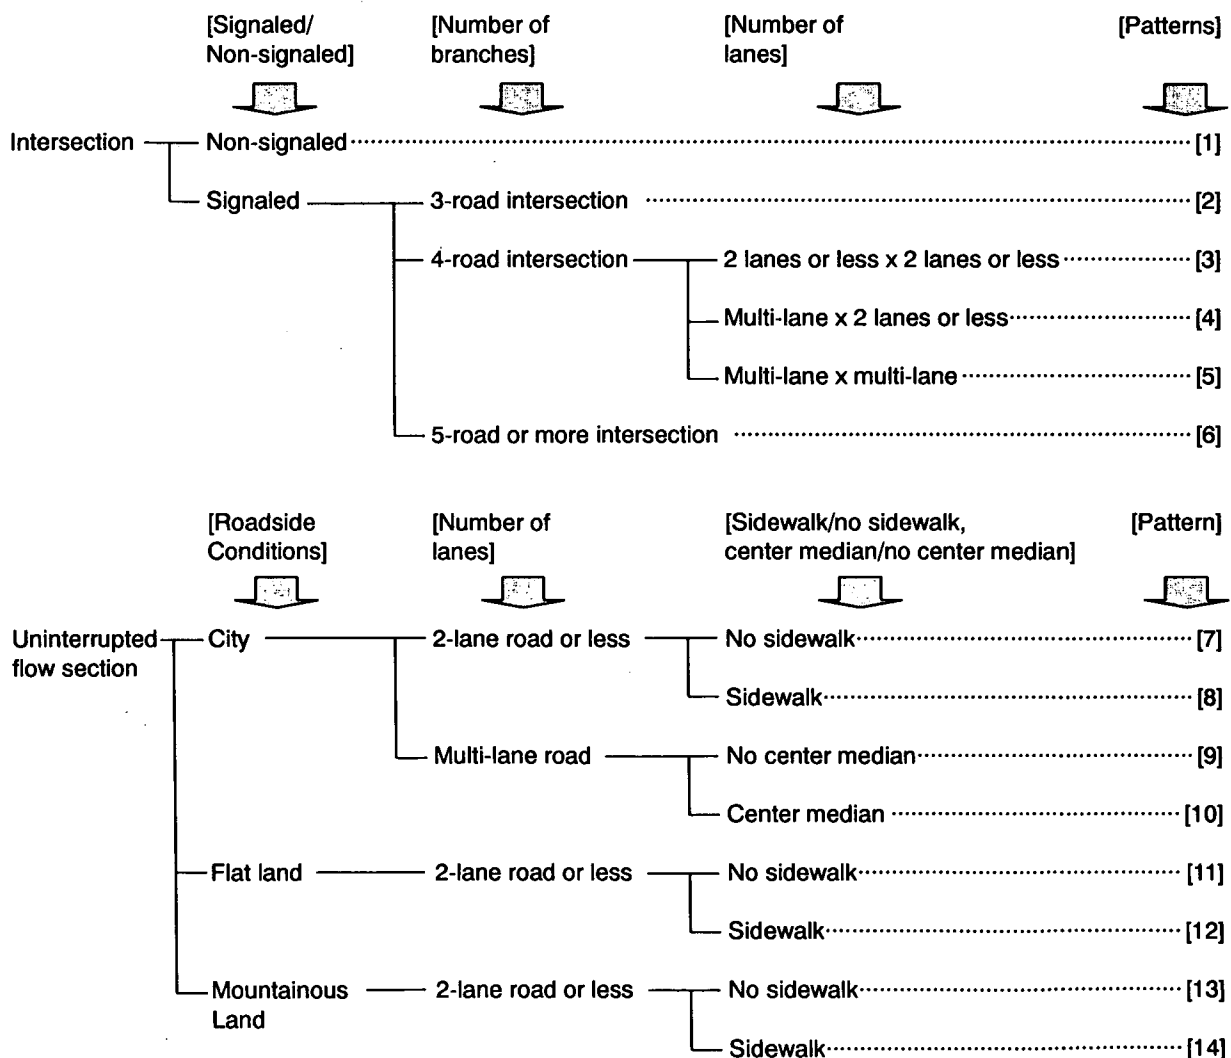 [Signaled/ [Number of [Number of [Patterns]
Non-signaled] branches] lanes]
Intersection Non-signaled [1]
Signaled 3-road intersection [2]
4-road intersection 2 lanes or less x 2 lanes or less [3]
Multi-lane x 2 lanes or less [4]
Multi-lane x multi-lane [5]
5-road or more intersection [6]
[Roadside [Number of [Sidewalk/no sidewalk, [Pattern]
Conditions] lanes] center median/no center median]
Uninterrupted City 2-lane road or less No sidewalk [7]
flow section
Sidewalk [8]
Multi-lane road No center median [9]
Center median [10]
Flat land 2-lane road or less No sidewalk [11]
Sidewalk [12]
Mountainous 2-lane road or less No sidewalk [13]
Land
Sidewalk [14]